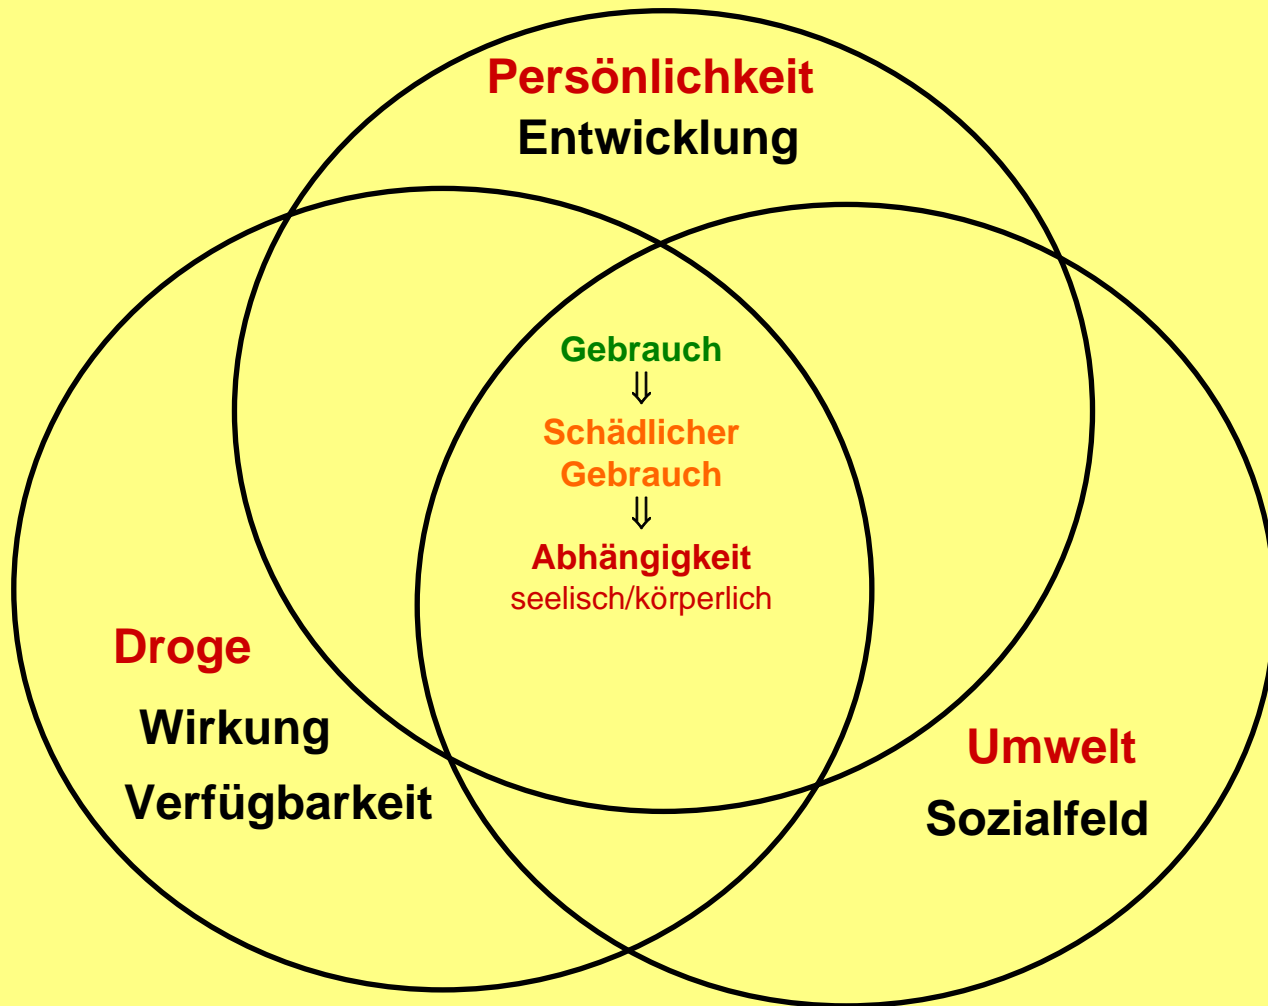 Persönlichkeit
Entwicklung
Gebrauch
⇓
Schädlicher
Gebrauch
⇓
Abhängigkeit
seelisch/körperlich
Droge
Wirkung
Verfügbarkeit
Umwelt
Sozialfeld